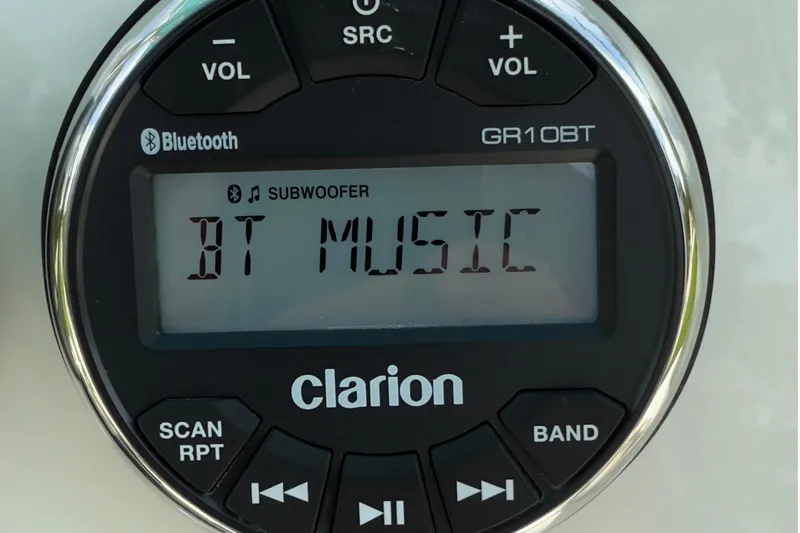 SRC
− VOL
+ VOL
Bluetooth
GR10BT
SUBWOOFER
BT MUSIC
clarion
SCAN
RPT
BAND